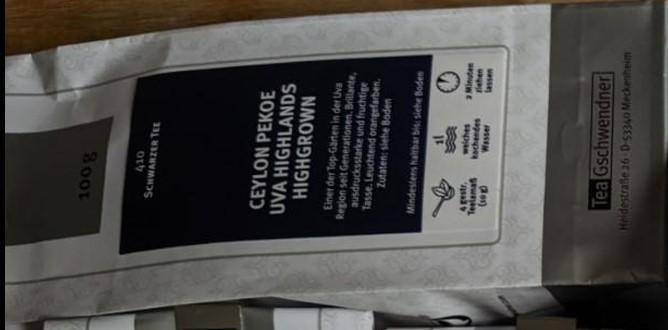 100 g
410
SCHWARZER TEE
CEYLON PEKOE
UVA HIGHLANDS
HIGHGROWN
Einer der Top-Gärten in der Uva
Region seit Generationen. Brillante,
ausdrucksstarke und fruchtige
Tasse. Leuchtend orangefarben.
Zutaten: siehe Boden
Mindestens haltbar bis: siehe Boden
4 gestr.
Teelamaß
(10 g)
1l
weiches
kochendes
Wasser
2 Minuten
ziehen
lassen
Tea Gschwendner
Heidestraße 26 · D-53340 Meckenheim